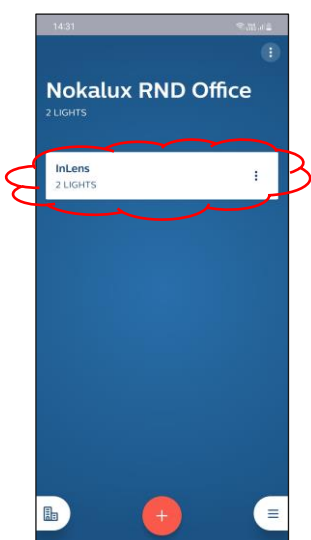 14:31
Nokalux RND Office
2 LIGHTS
InLens
2 LIGHTS